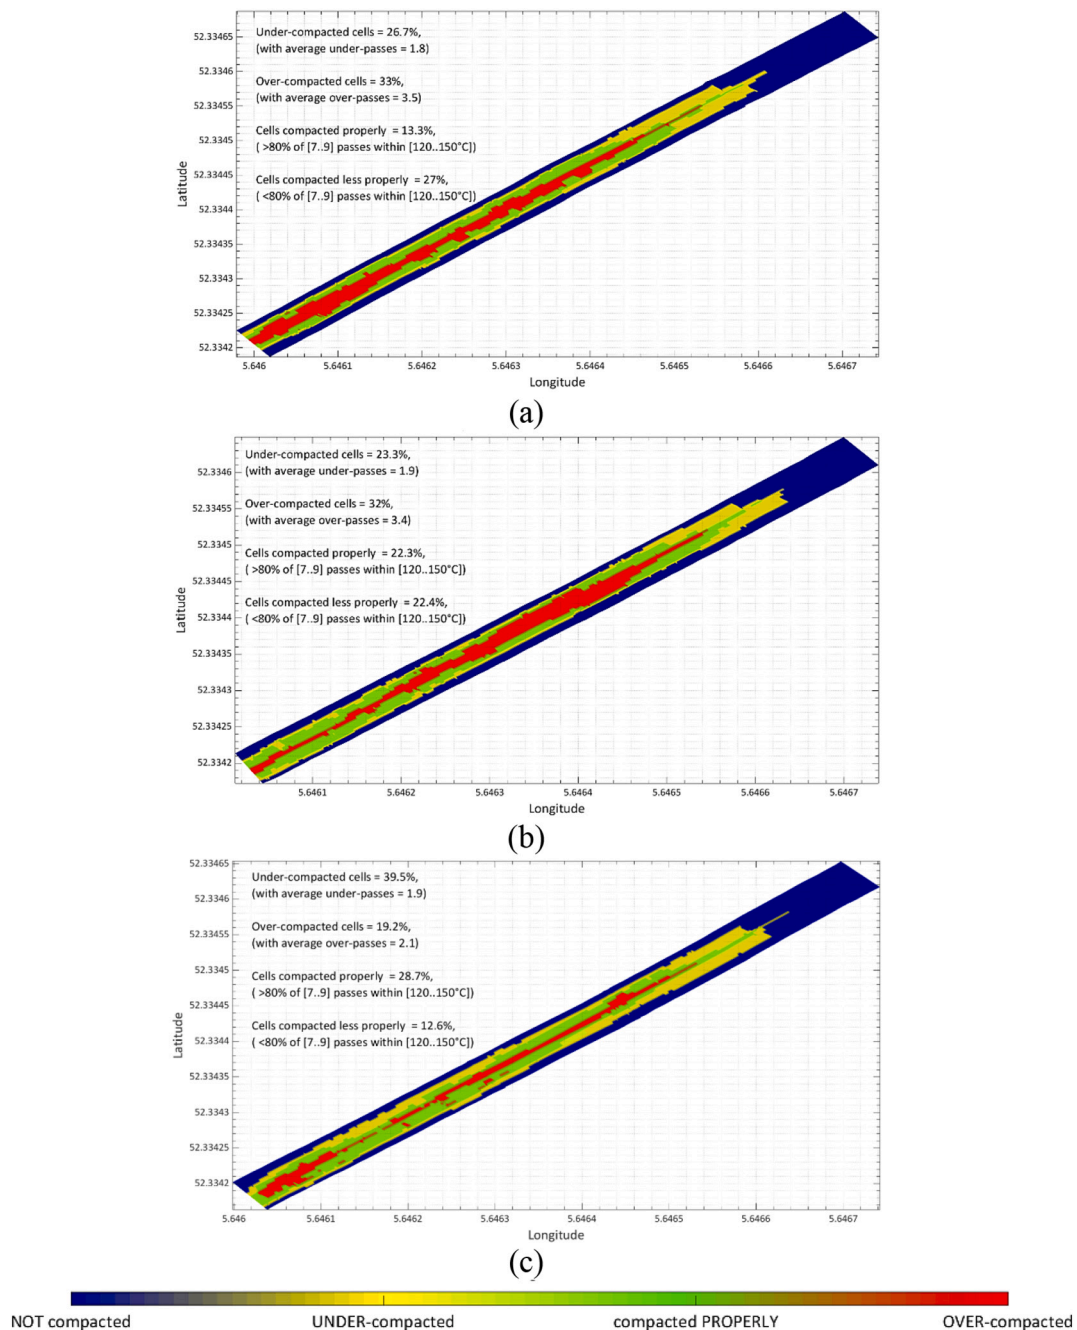 Under-compacted cells = 26.7%,
(with average under-passes = 1.8)
Over-compacted cells = 33%,
(with average over-passes = 3.5)
Cells compacted properly = 13.3%,
( >80% of [7..9] passes within [120..150°C])
Cells compacted less properly = 27%,
( <80% of [7..9] passes within [120..150°C])
Latitude
52.33465
52.3346
52.33455
52.3345
52.33445
52.3344
52.33435
52.3343
52.33425
52.3342
5.646 5.6461 5.6462 5.6463 5.6464 5.6465 5.6466 5.6467
Longitude
(a)
Under-compacted cells = 23.3%,
(with average under-passes = 1.9)
Over-compacted cells = 32%,
(with average over-passes = 3.4)
Cells compacted properly = 22.3%,
( >80% of [7..9] passes within [120..150°C])
Cells compacted less properly = 22.4%,
( <80% of [7..9] passes within [120..150°C])
Latitude
52.3346
52.33455
52.3345
52.33445
52.3344
52.33435
52.3343
52.33425
52.3342
5.6461 5.6462 5.6463 5.6464 5.6465 5.6466 5.6467
Longitude
(b)
Under-compacted cells = 39.5%,
(with average under-passes = 1.9)
Over-compacted cells = 19.2%,
(with average over-passes = 2.1)
Cells compacted properly = 28.7%,
( >80% of [7..9] passes within [120..150°C])
Cells compacted less properly = 12.6%,
( <80% of [7..9] passes within [120..150°C])
Latitude
52.33465
52.3346
52.33455
52.3345
52.33445
52.3344
52.33435
52.3343
52.33425
52.3342
5.646 5.6461 5.6462 5.6463 5.6464 5.6465 5.6466 5.6467
Longitude
(c)
NOT compacted UNDER-compacted compacted PROPERLY OVER-compacted